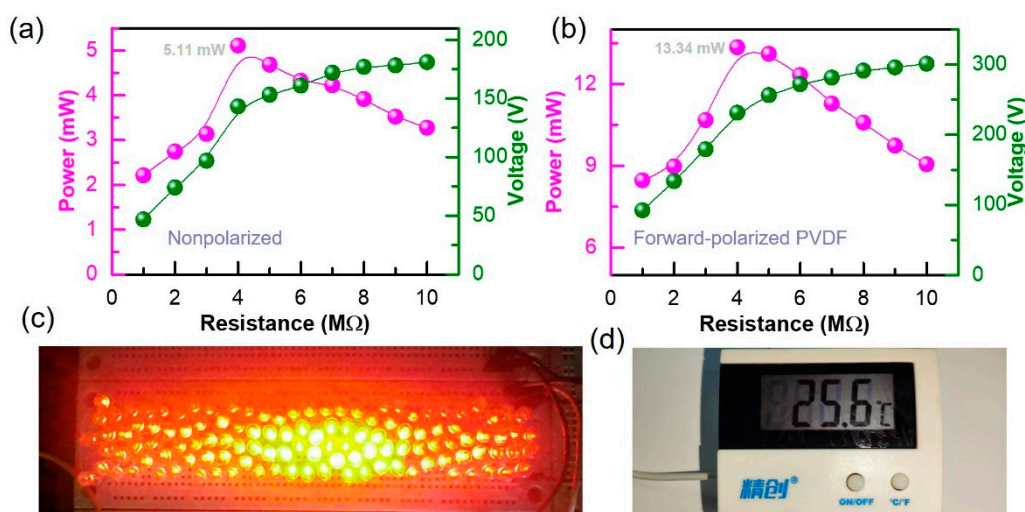 (a)
5.11 mW
Power (mW)
5
4
3
2
1
0
Nonpolarized
200
150
100
50
0
Voltage (V)
0 2 4 6 8 10
Resistance (MΩ)
(b)
13.34 mW
Power (mW)
12
9
6
Forward-polarized PVDF
300
200
100
0
Voltage (V)
0 2 4 6 8 10
Resistance (MΩ)
(c)
(d)
25.6℃
精创®
ON/OFF °C/°F